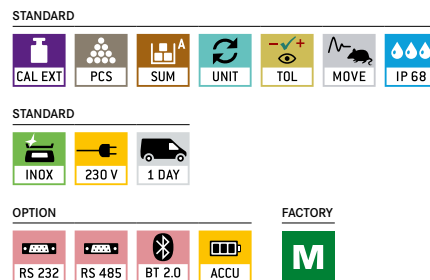 STANDARD
A
CAL EXT PCS SUM UNIT TOL MOVE IP 68
STANDARD
INOX 230 V 1 DAY
OPTION FACTORY
M
RS 232 RS 485 BT 2.0 ACCU